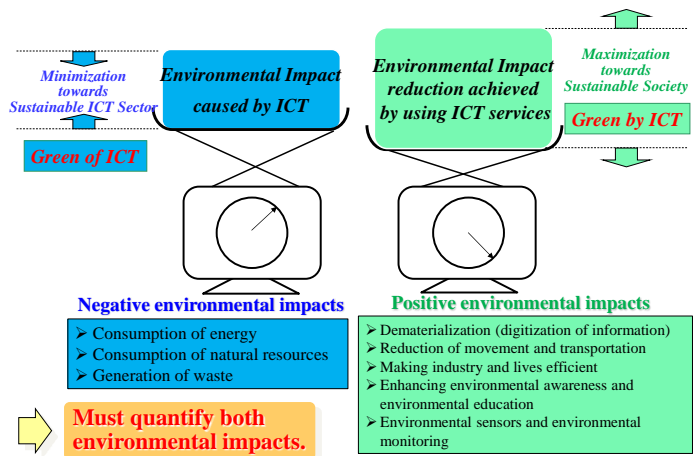 Minimization
towards
Sustainable ICT Sector
Green of ICT
Environmental Impact
caused by ICT
Environmental Impact
reduction achieved
by using ICT services
Maximization
towards
Sustainable Society
Green by ICT
Negative environmental impacts
➢ Consumption of energy
➢ Consumption of natural resources
➢ Generation of waste
Positive environmental impacts
➢ Dematerialization (digitization of information)
➢ Reduction of movement and transportation
➢ Making industry and lives efficient
➢ Enhancing environmental awareness and
environmental education
➢ Environmental sensors and environmental
monitoring
Must quantify both
environmental impacts.